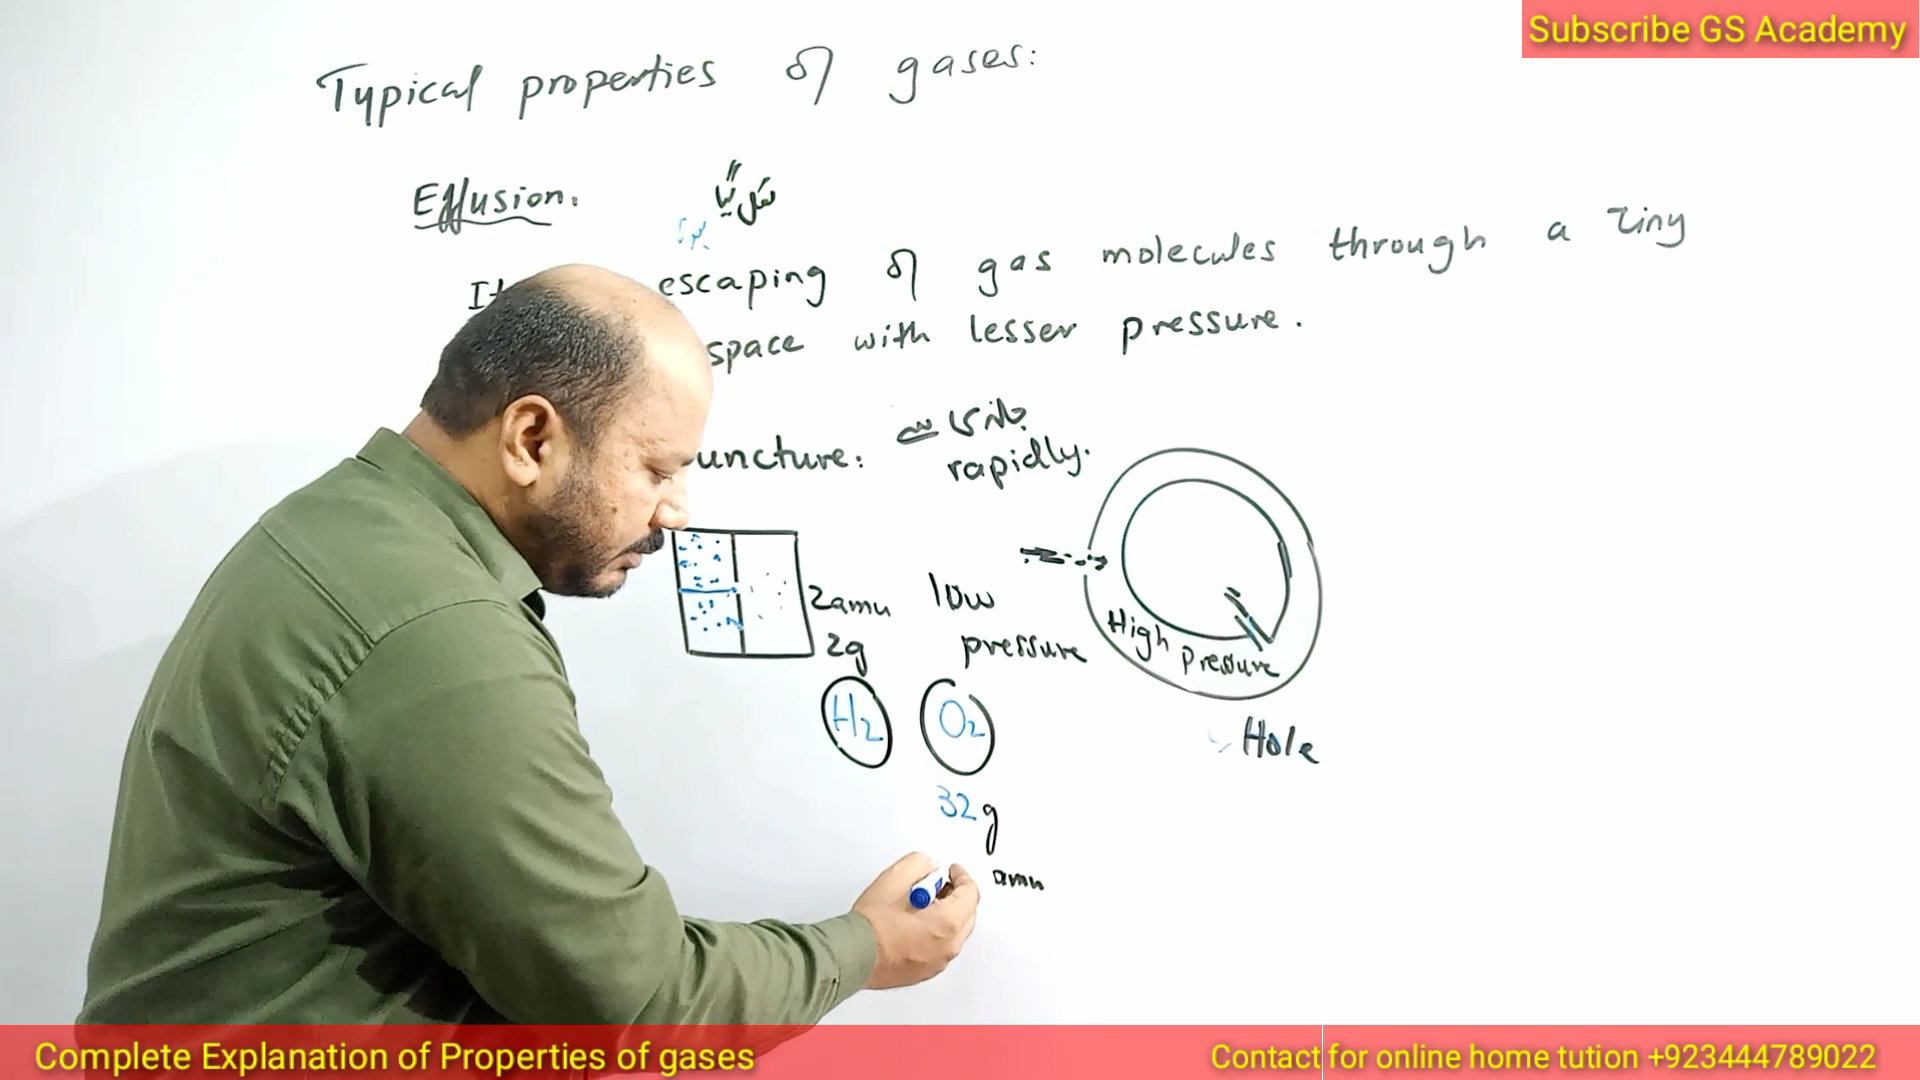 Subscribe GS Academy
Typical properties of gases:
Effusion.
It escaping of gas molecules through a Tiny
space with lesser pressure.
uncture:
rapidly.
2amu
2g
low
pressure
High
Pressure
H2
O2
Hole
32g
amu
Complete Explanation of Properties of gases
Contact for online home tution +923444789022